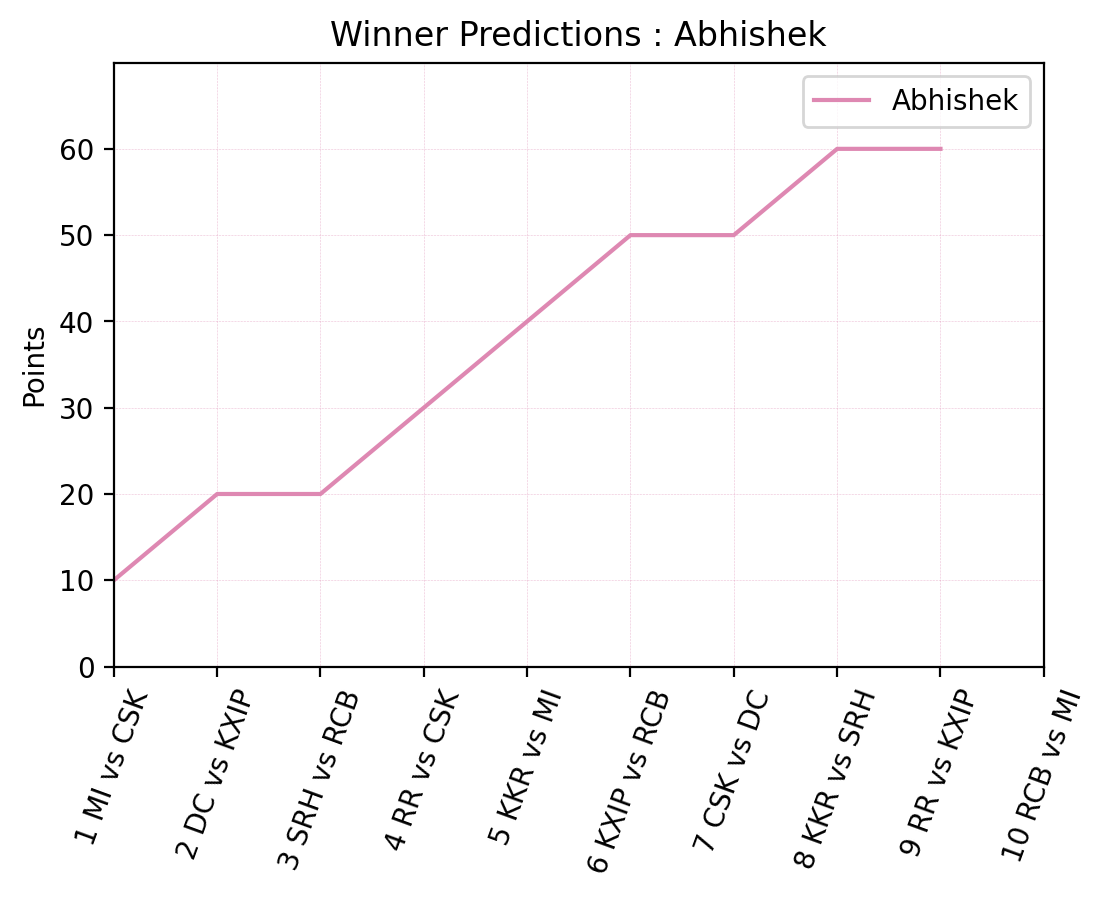 Winner Predictions : Abhishek
Abhishek
Points
60
50
40
30
20
10
0
1 MI vs CSK
2 DC vs KXIP
3 SRH vs RCB
4 RR vs CSK
5 KKR vs MI
6 KXIP vs RCB
7 CSK vs DC
8 KKR vs SRH
9 RR vs KXIP
10 RCB vs MI